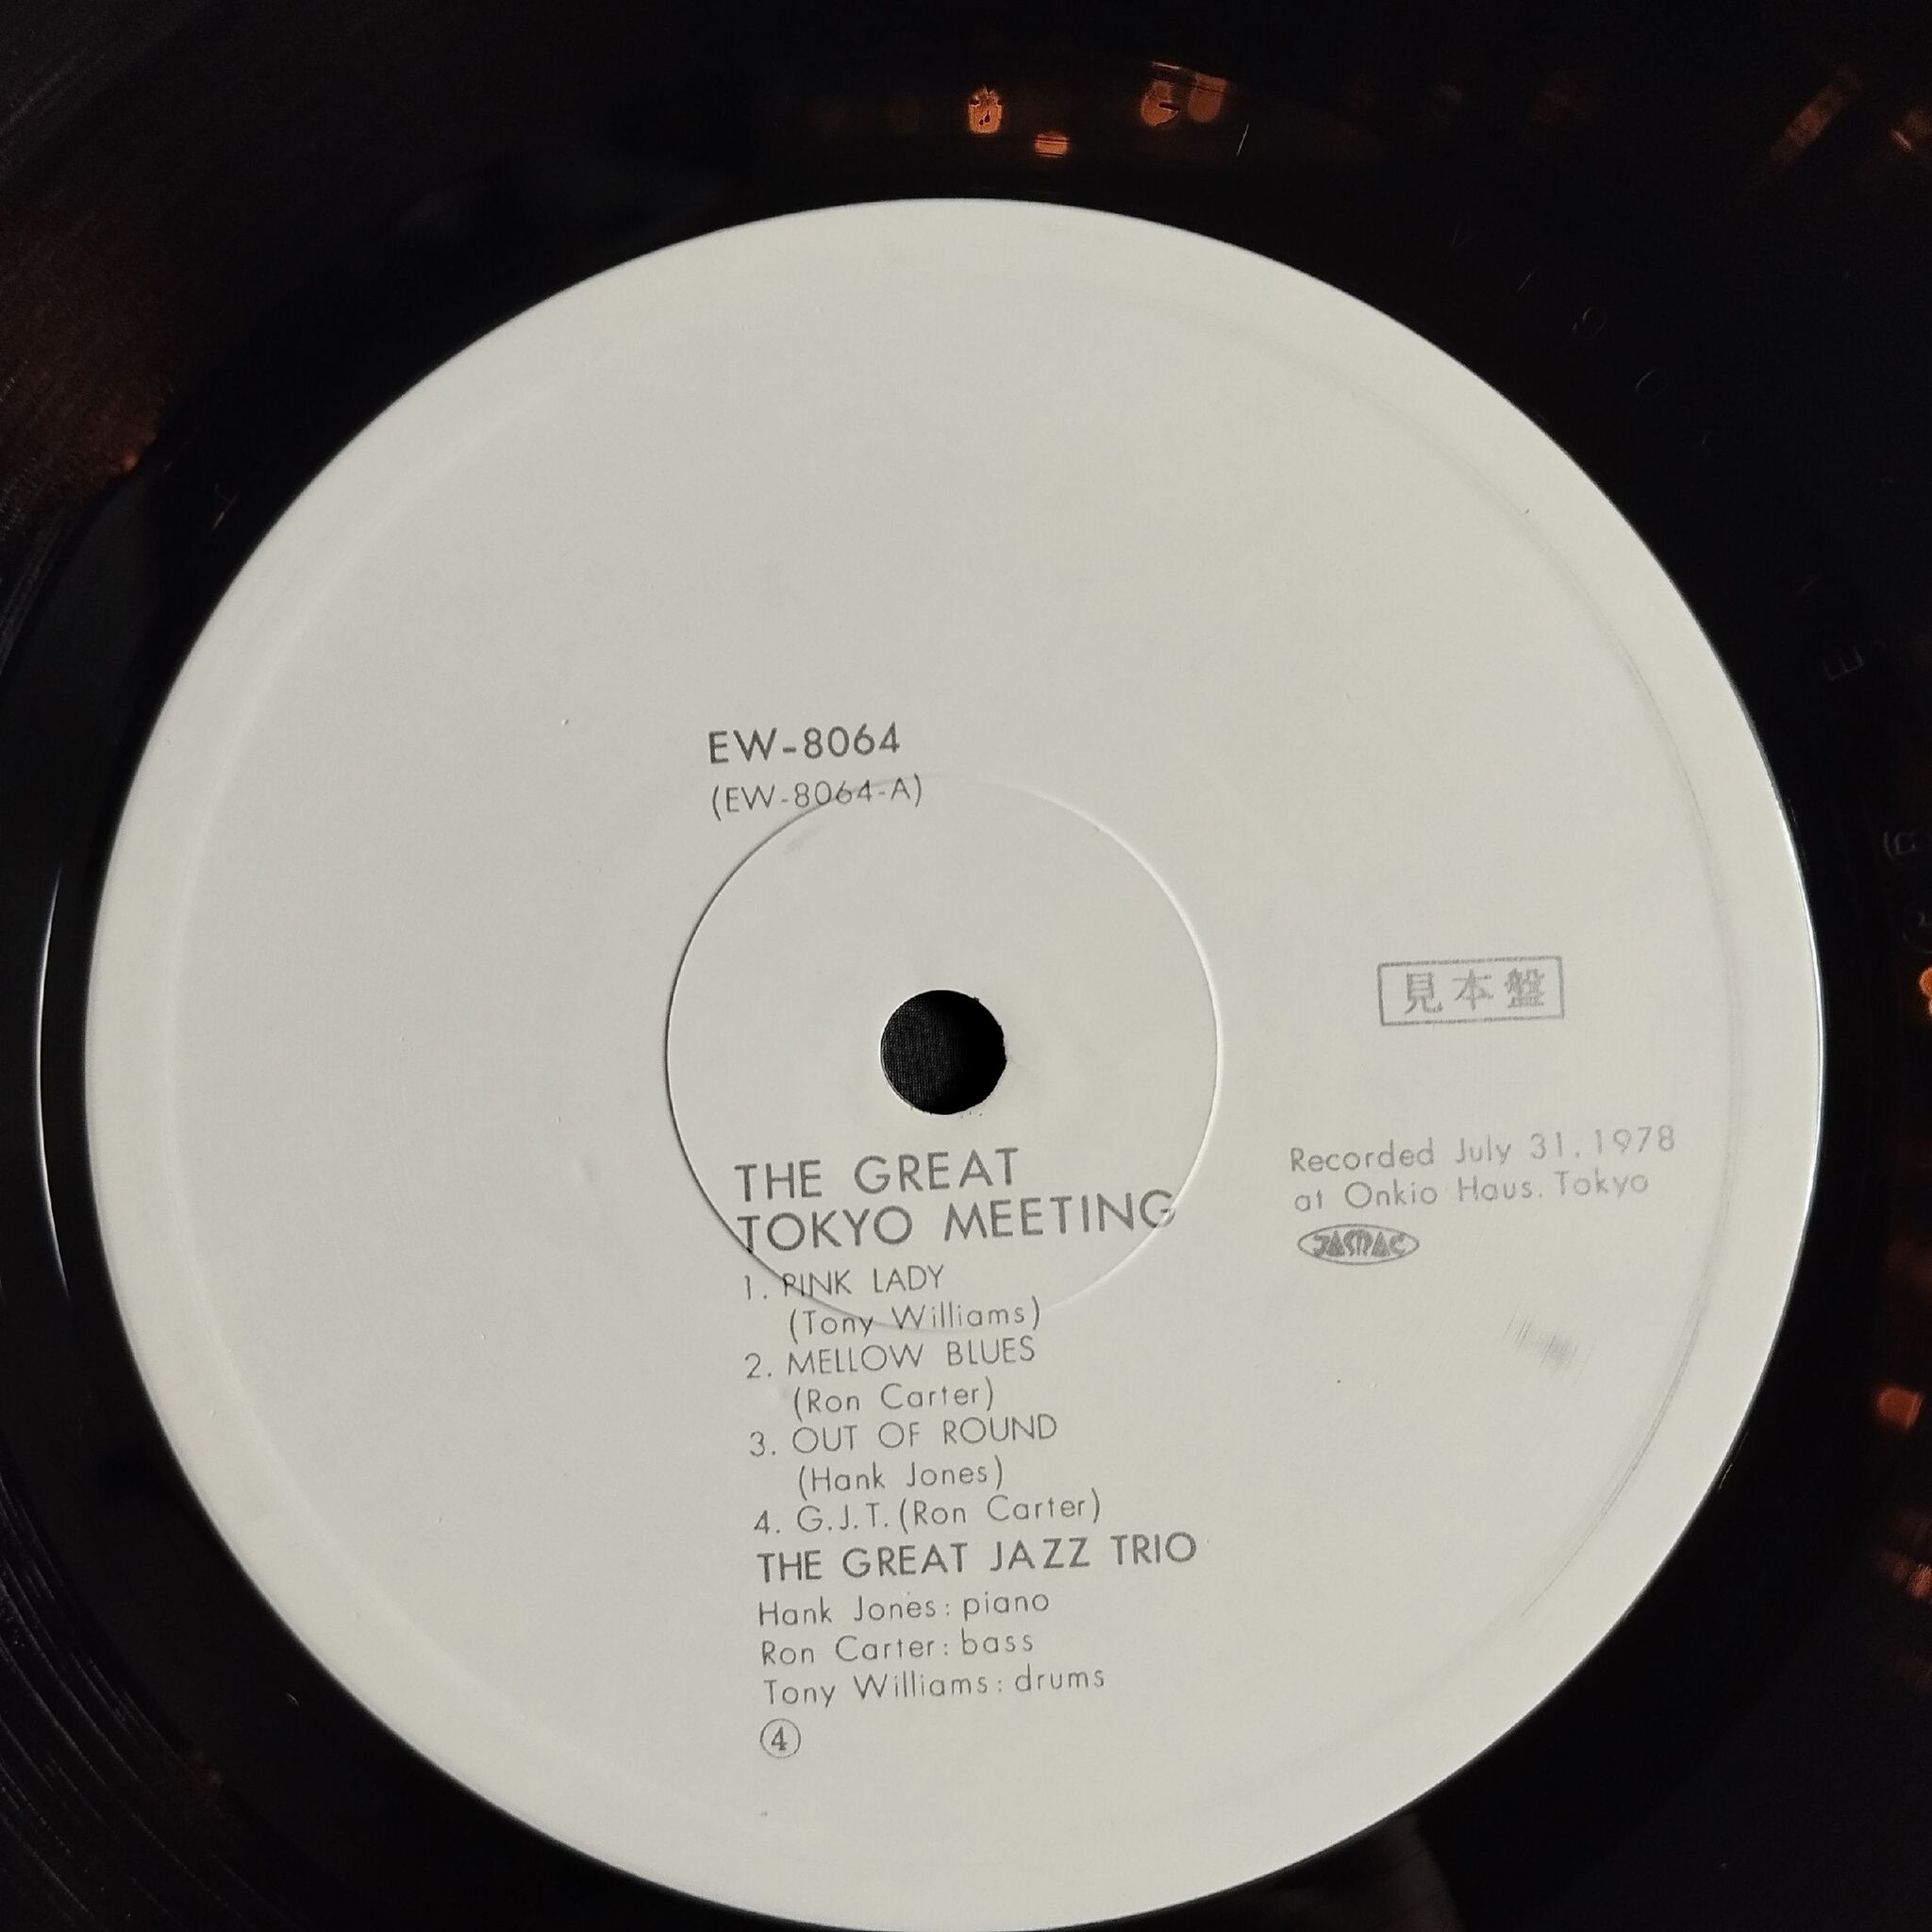 EW-8064
(EW-8064-A)
見本盤
Recorded July 31. 1978
at Onkio Haus. Tokyo
JASRAC
THE GREAT
TOKYO MEETING
1. PINK LADY
(Tony Williams)
2. MELLOW BLUES
(Ron Carter)
3. OUT OF ROUND
(Hank Jones)
4. G.J.T. (Ron Carter)
THE GREAT JAZZ TRIO
Hank Jones: piano
Ron Carter: bass
Tony Williams: drums
④